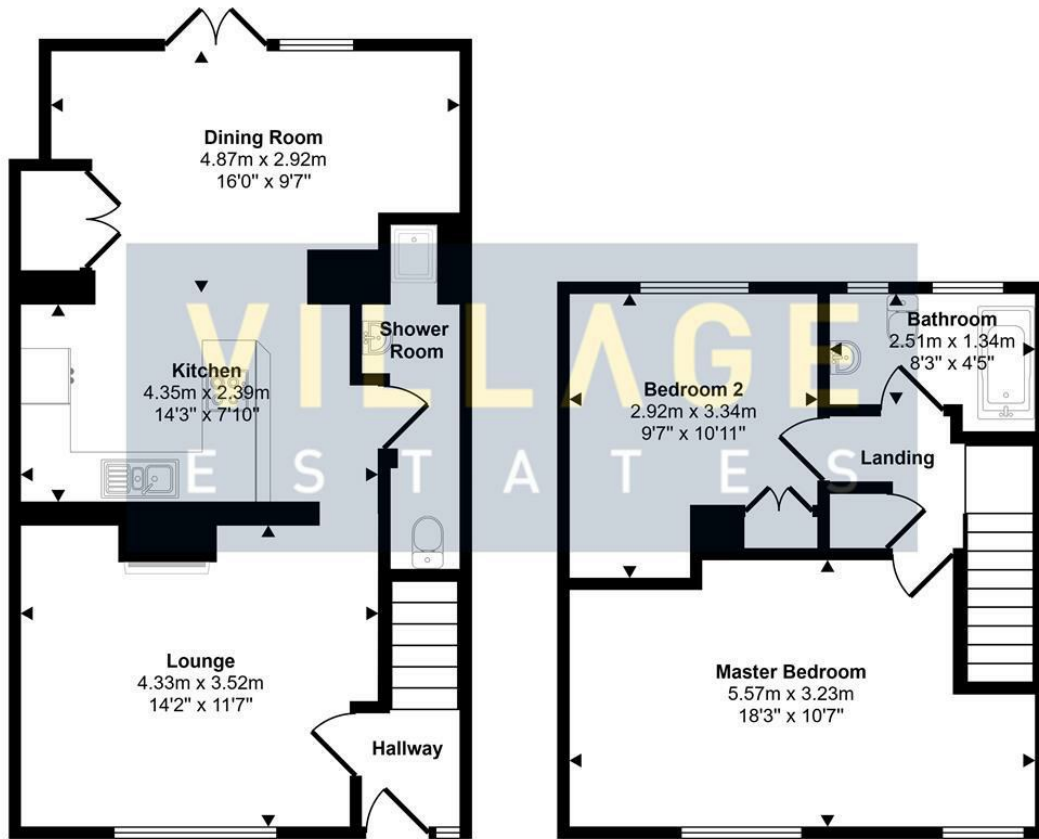 Dining Room
4.87m x 2.92m
16'0" x 9'7"
VILLAGE
ESTATES
Shower
Room
Kitchen
4.35m x 2.39m
14'3" x 7'10"
Lounge
4.33m x 3.52m
14'2" x 11'7"
Hallway
Bathroom
2.51m x 1.34m
8'3" x 4'5"
Bedroom 2
2.92m x 3.34m
9'7" x 10'11"
Landing
Master Bedroom
5.57m x 3.23m
18'3" x 10'7"